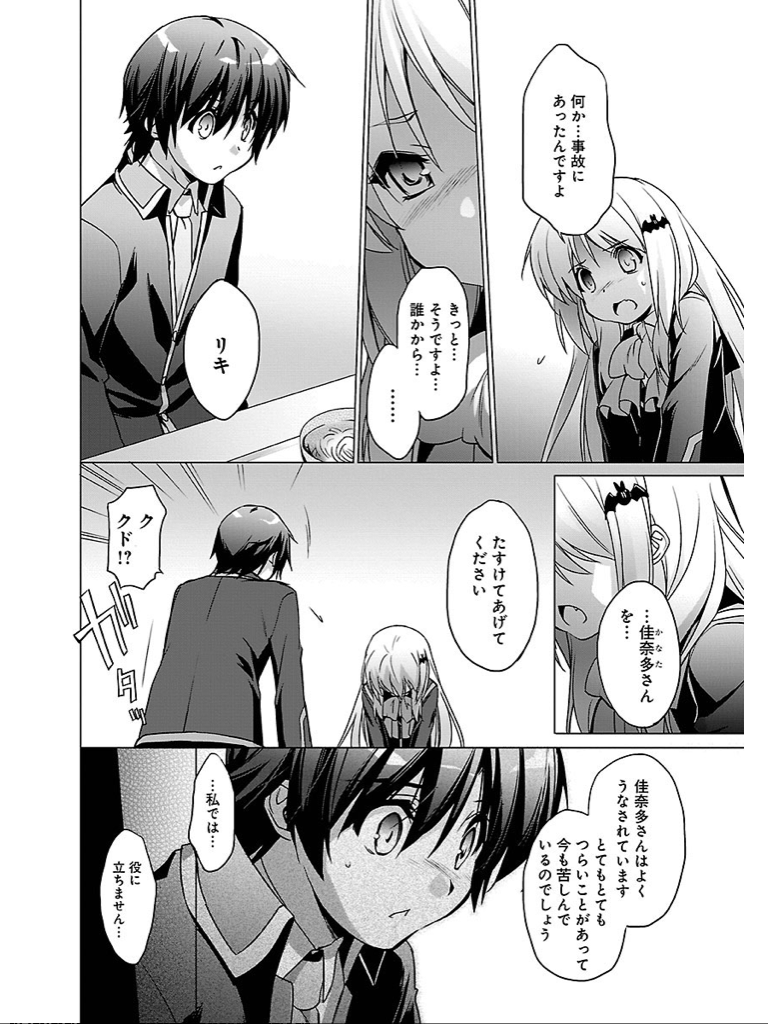 何か…事故に
あったんですよ
きっと…
そうですよ…
誰かから…
……
リキ
…佳奈多さん
かなた
を…
たすけてあげて
ください
ク
クド!?
ガタッ
佳奈多さんはよく
うなされています
とてもとても
つらいことがあって
今も苦しんで
いるのでしょう
…私では…
役に
立ちません…